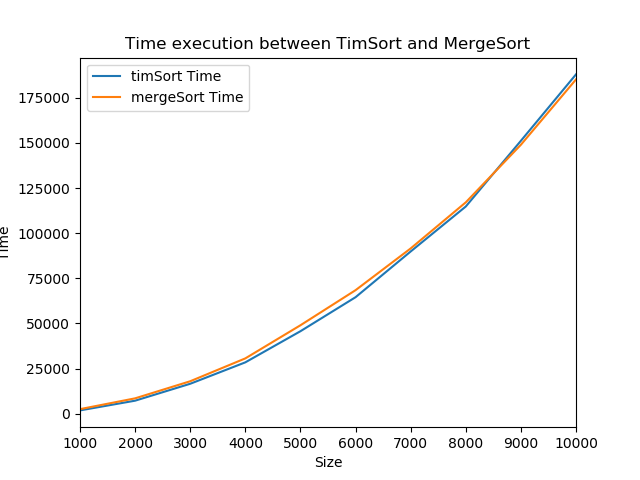 Time execution between TimSort and MergeSort
timSort Time
mergeSort Time
175000
150000
125000
100000
75000
50000
25000
0
Time
1000 2000 3000 4000 5000 6000 7000 8000 9000 10000
Size